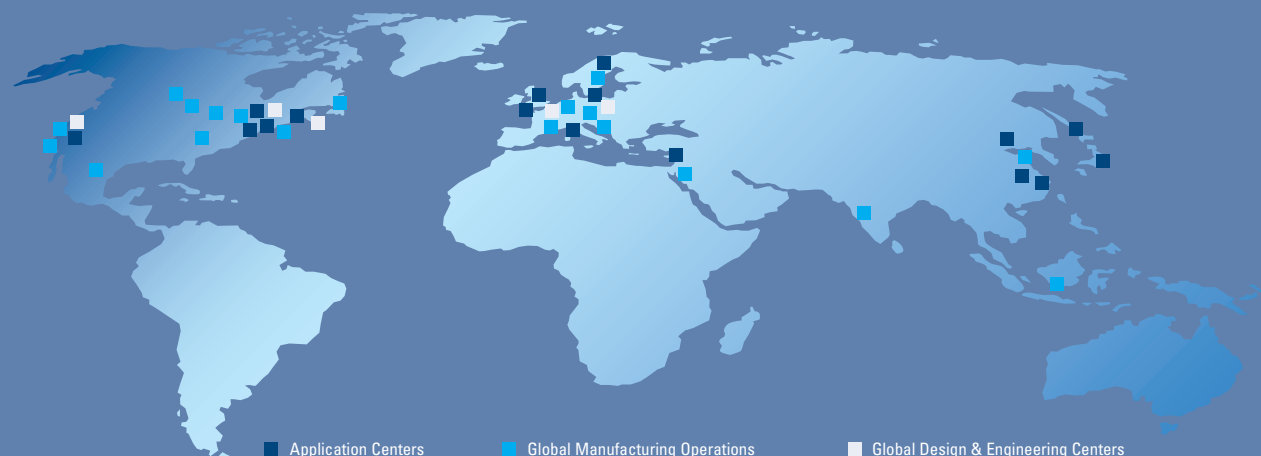 Application Centers
Global Manufacturing Operations
Global Design & Engineering Centers